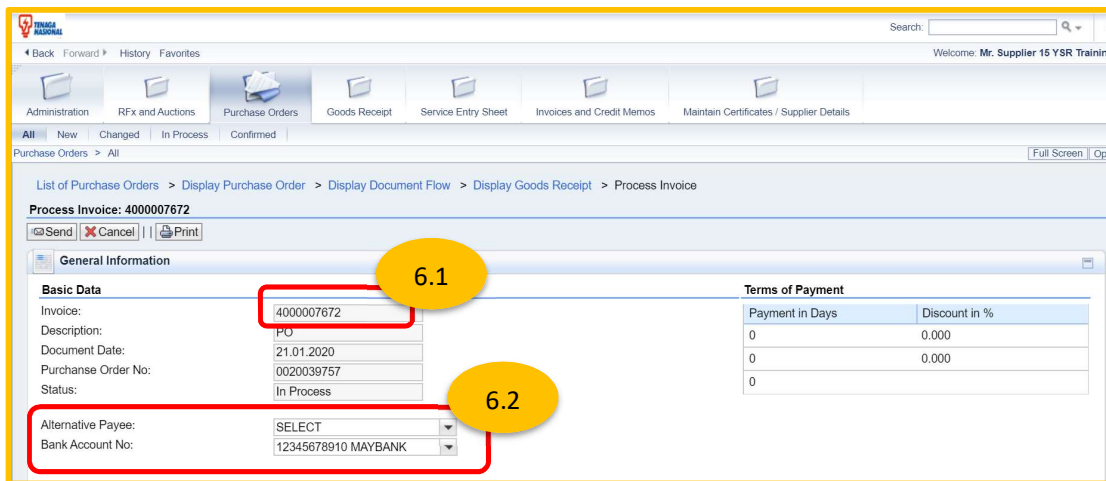 TENAGA
NASIONAL
Search:
Back Forward History Favorites
Welcome: Mr. Supplier 15 YSR Trainin
Administration RFx and Auctions Purchase Orders Goods Receipt Service Entry Sheet Invoices and Credit Memos Maintain Certificates / Supplier Details
All New Changed In Process Confirmed
Purchase Orders > All
Full Screen Op
List of Purchase Orders > Display Purchase Order > Display Document Flow > Display Goods Receipt > Process Invoice
Process Invoice: 4000007672
Send Cancel | | Print
General Information
6.1
Basic Data
Invoice: 4000007672
Description: PO
Document Date: 21.01.2020
Purchanse Order No: 0020039757
Status: In Process
6.2
Alternative Payee: SELECT
Bank Account No: 12345678910 MAYBANK
Terms of Payment
Payment in Days Discount in %
0 0.000
0 0.000
0